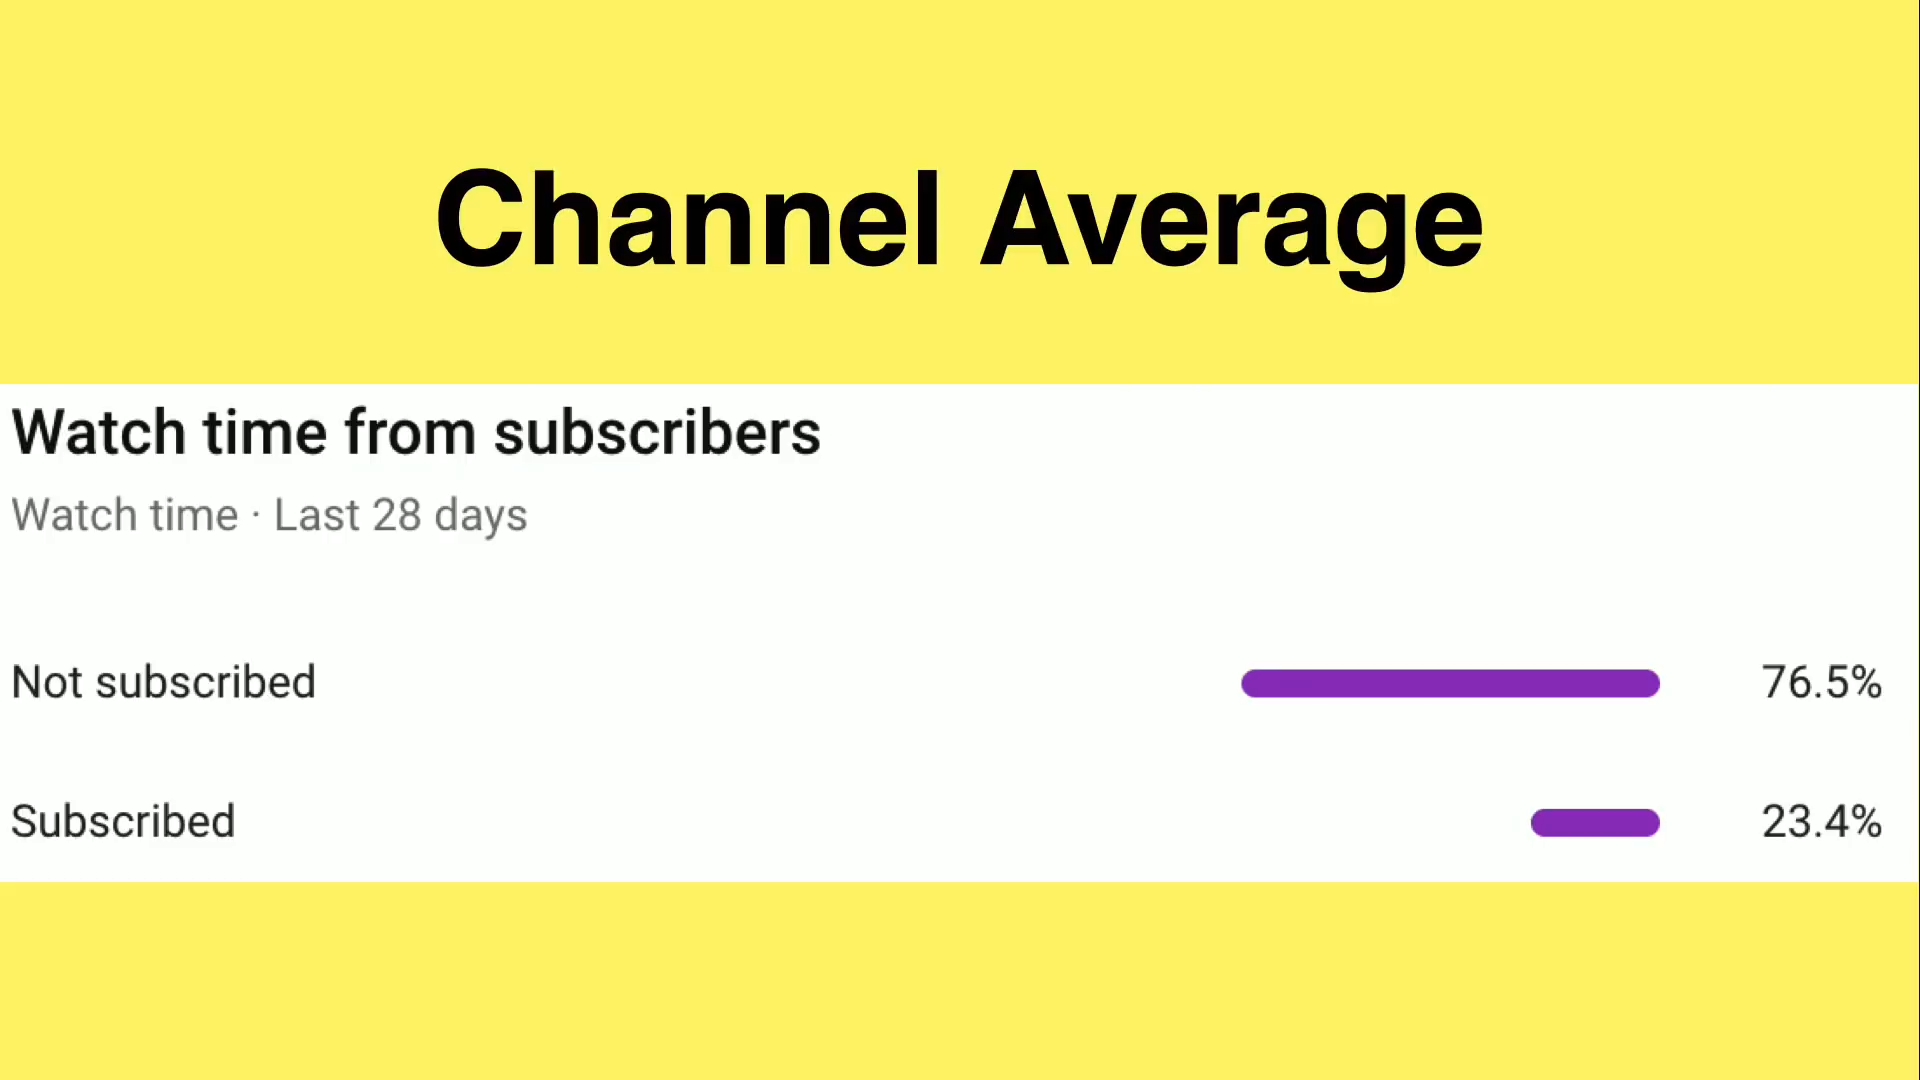 Channel Average
Watch time from subscribers
Watch time · Last 28 days
Not subscribed 76.5%
Subscribed 23.4%